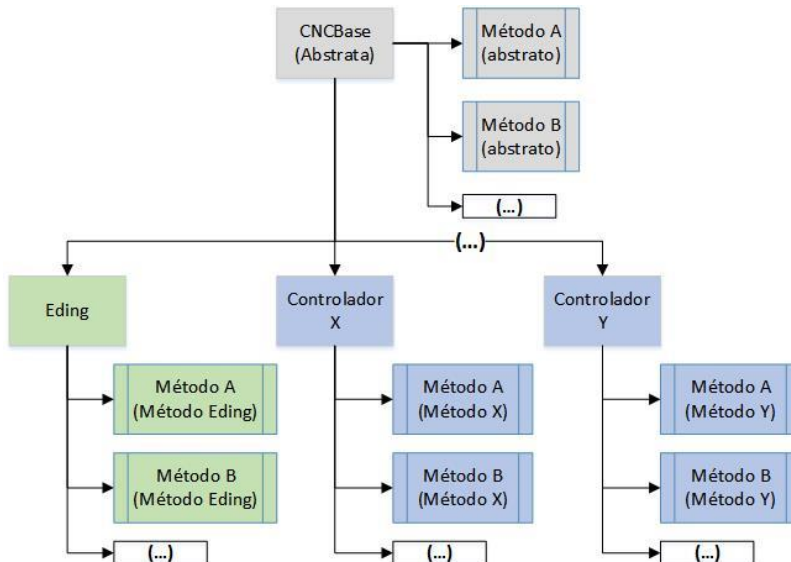 CNCBase
(Abstrata)
Método A
(abstrato)
Método B
(abstrato)
(...)
(...)
Eding
Método A
(Método Eding)
Método B
(Método Eding)
(...)
Controlador
X
Método A
(Método X)
Método B
(Método X)
(...)
Controlador
Y
Método A
(Método Y)
Método B
(Método Y)
(...)